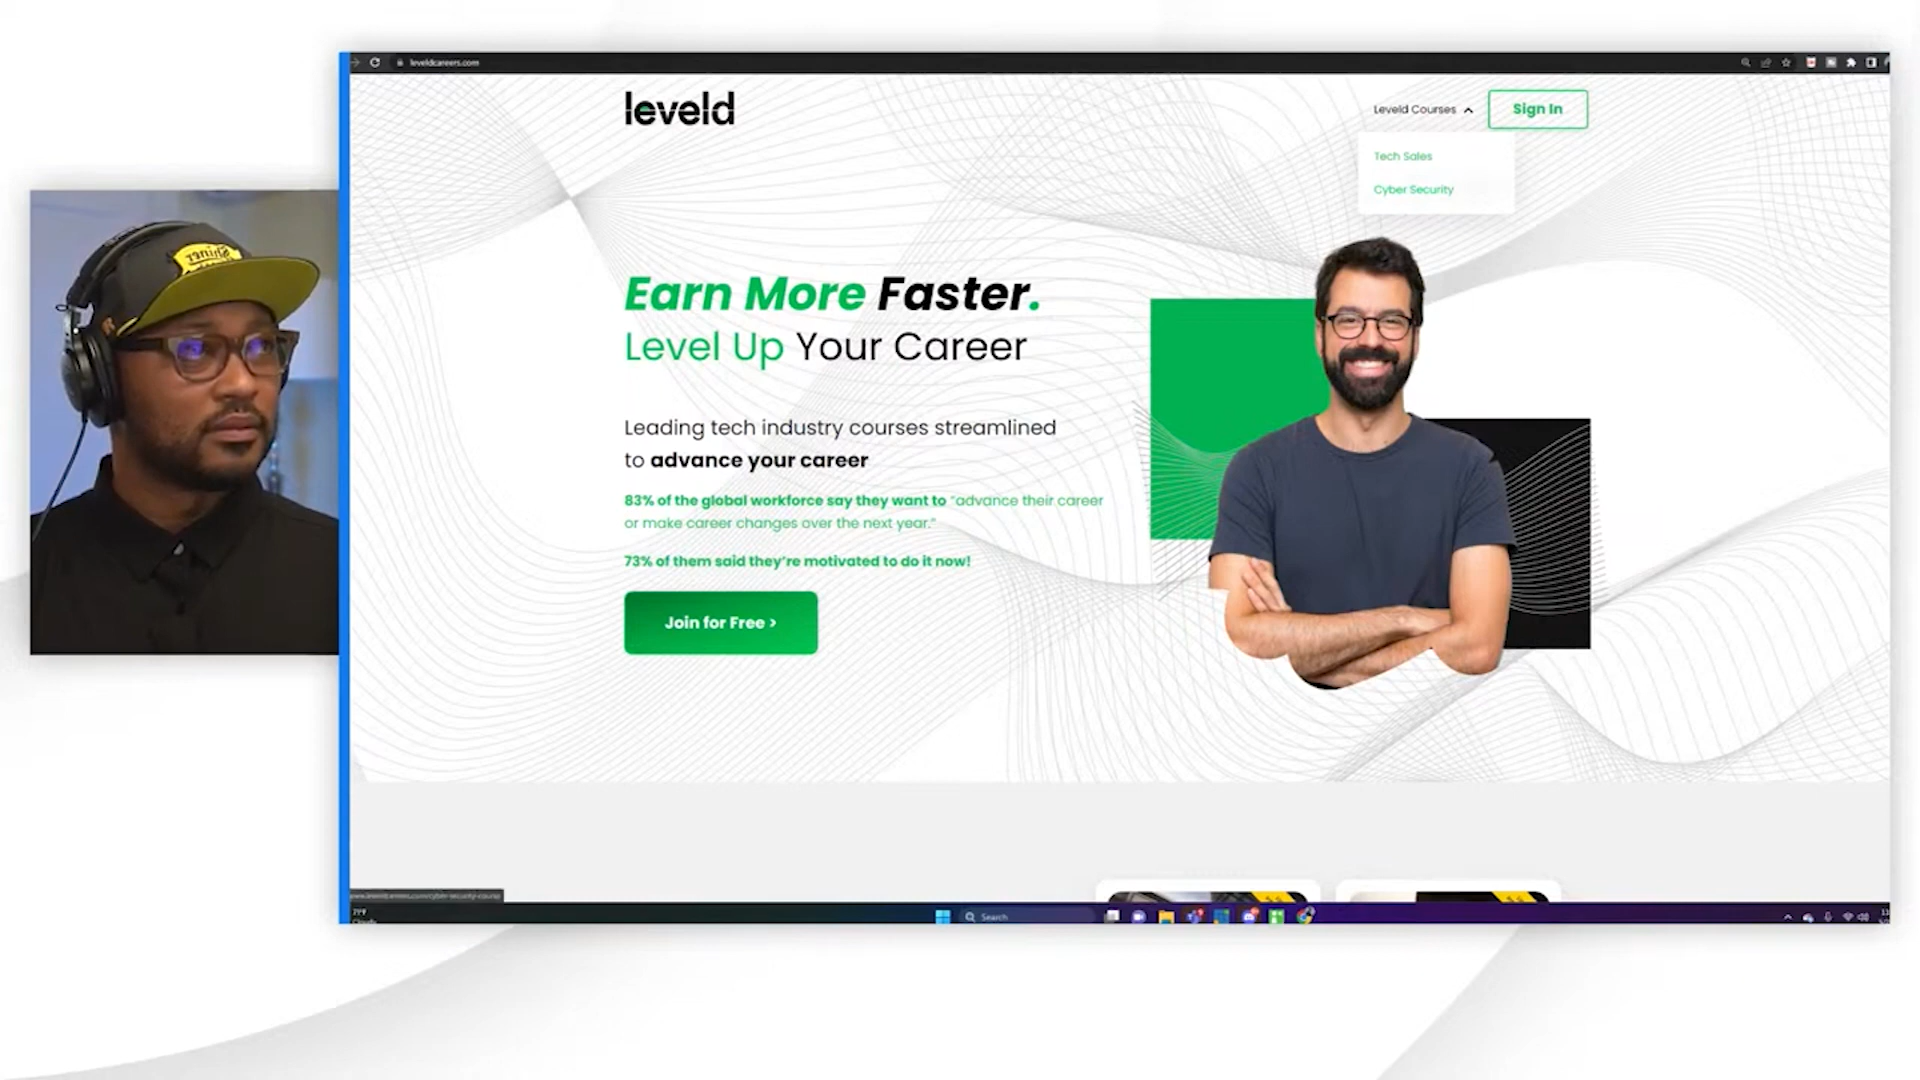 leveldcareers.com
leveld
Leveld Courses
Sign In
Tech Sales
Cyber Security
Shiner
Earn More Faster.
Level Up Your Career
Leading tech industry courses streamlined
to advance your career
83% of the global workforce say they want to “advance their career
or make career changes over the next year.”
73% of them said they’re motivated to do it now!
Join for Free >
Search